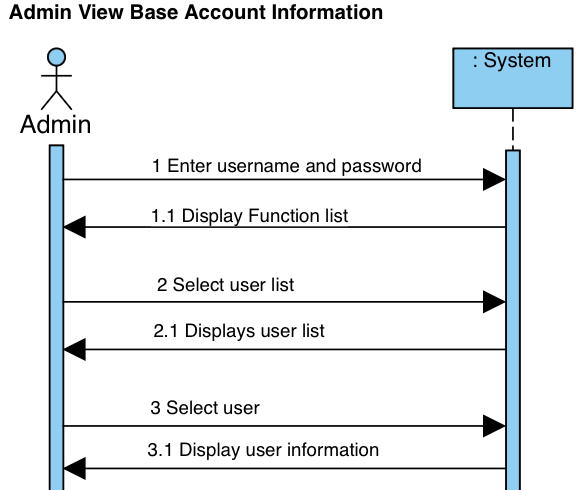 Admin View Base Account Information
: System
Admin
1 Enter username and password
1.1 Display Function list
2 Select user list
2.1 Displays user list
3 Select user
3.1 Display user information